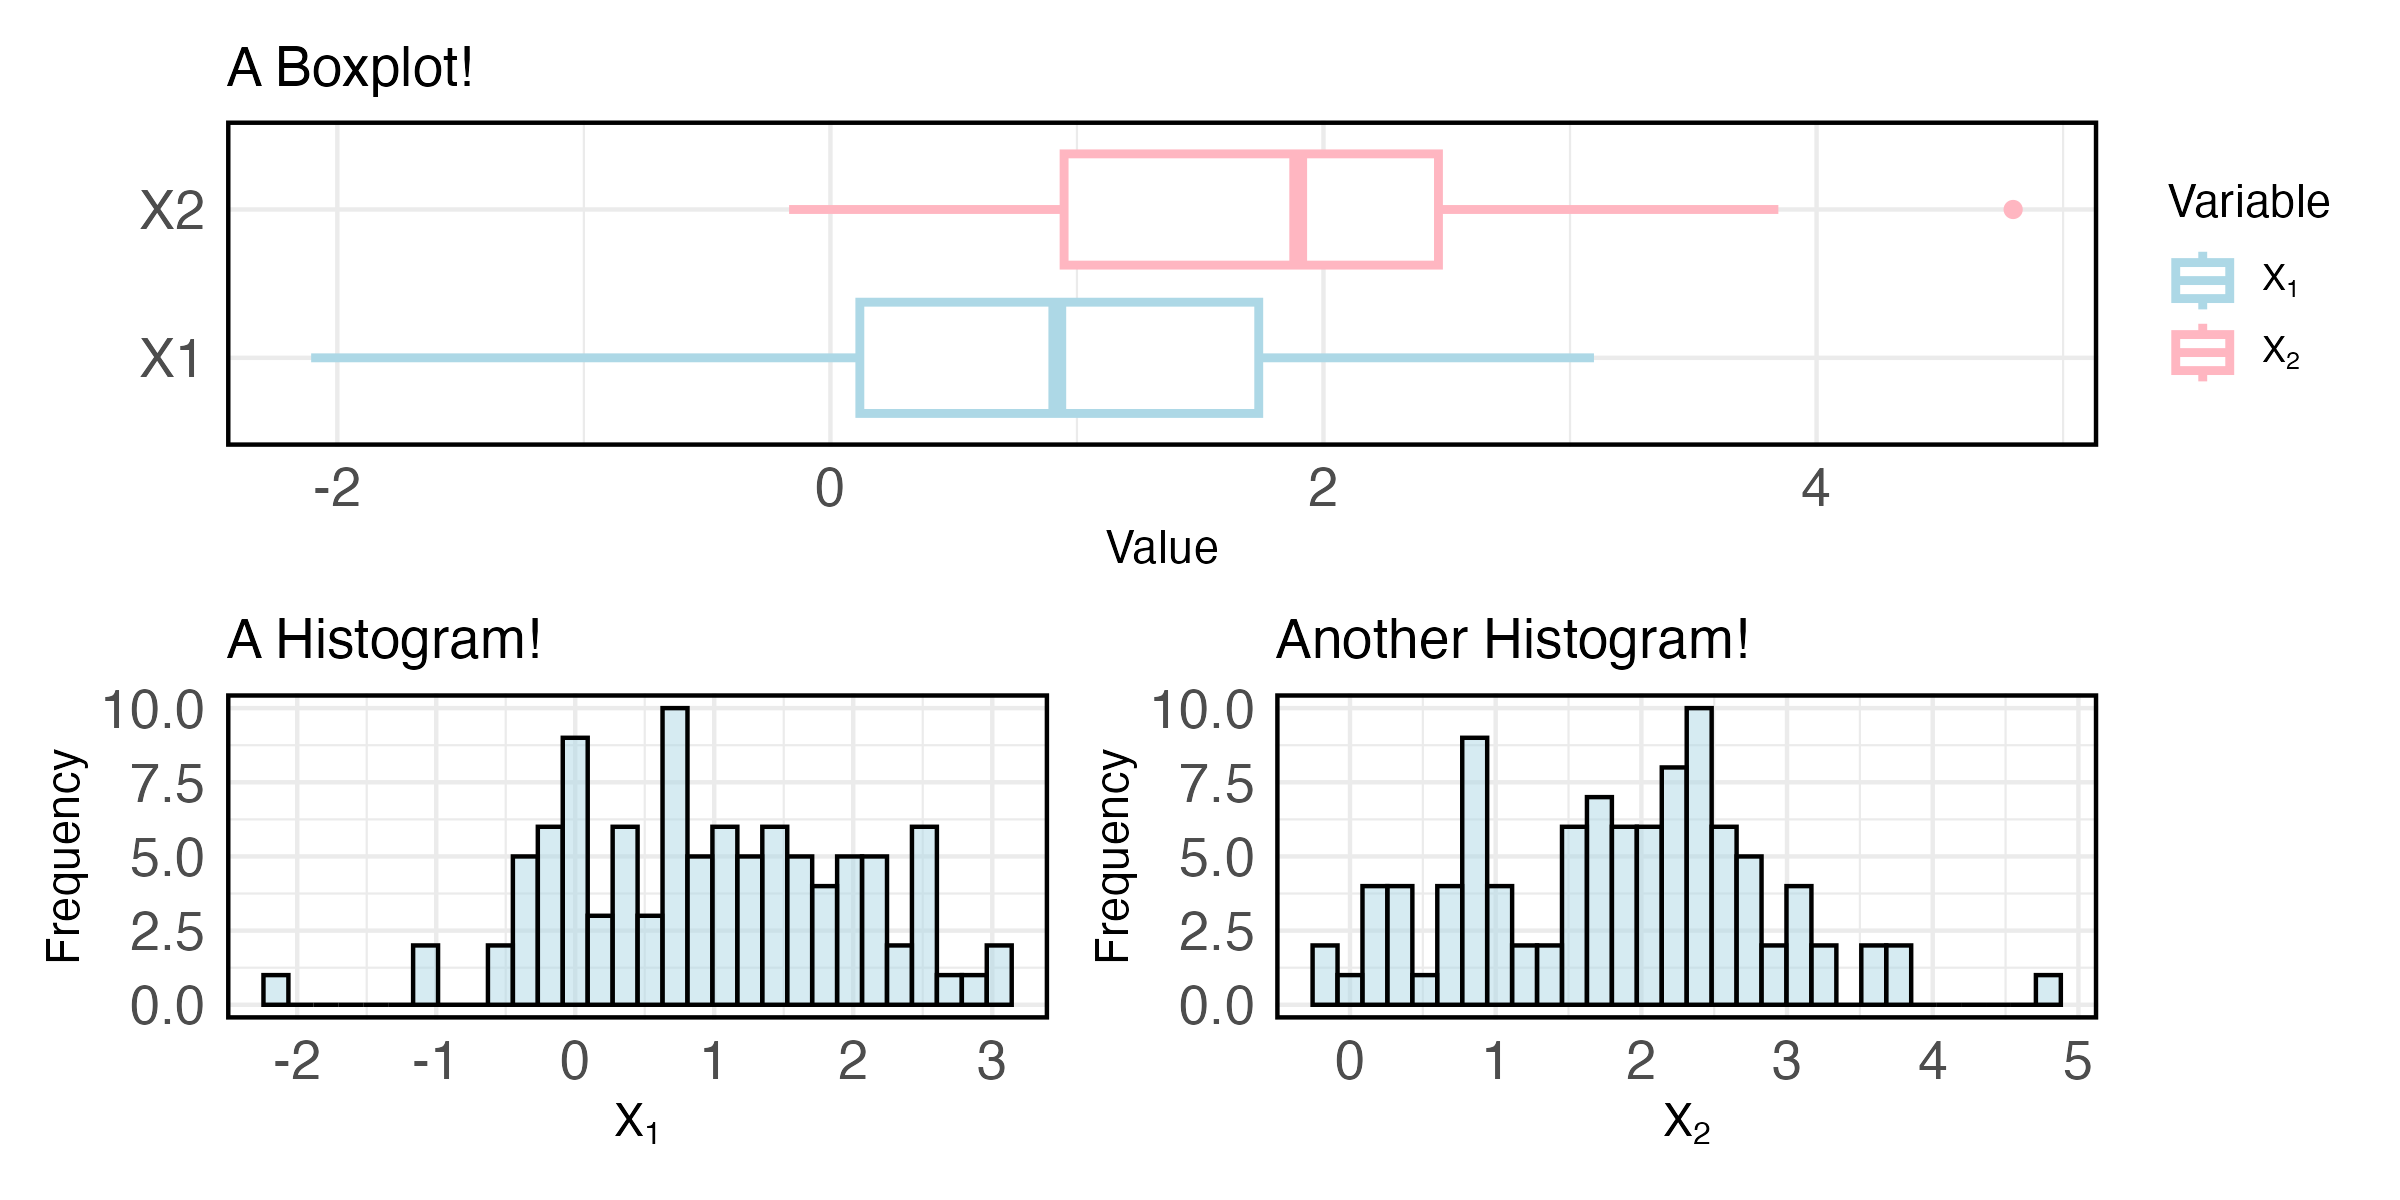 A Boxplot!
X2
X1
-2 0 2 4
Value
Variable
X₁
X₂
A Histogram!
10.0
7.5
5.0
2.5
0.0
Frequency
-2 -1 0 1 2 3
X₁
Another Histogram!
10.0
7.5
5.0
2.5
0.0
Frequency
0 1 2 3 4 5
X₂